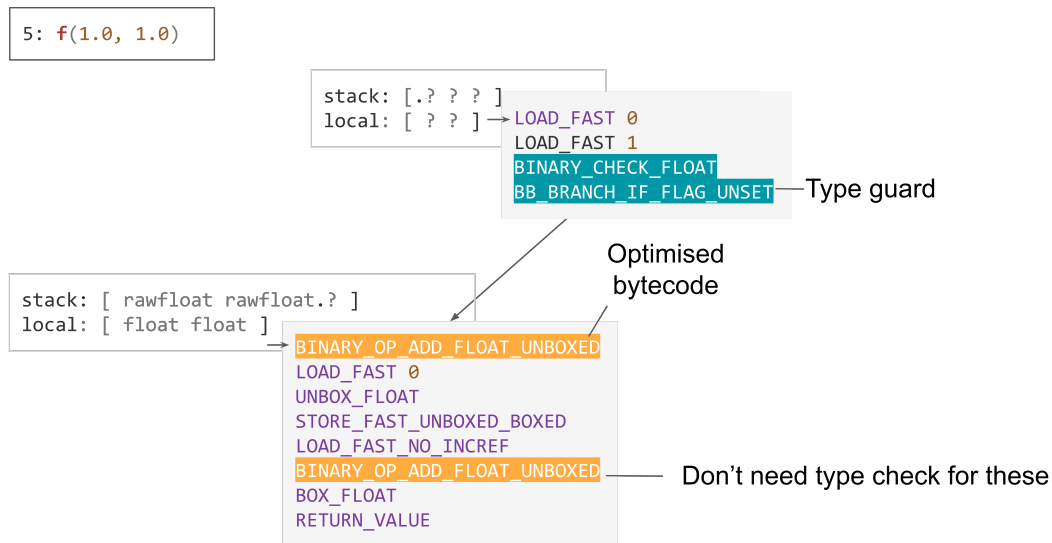 5: f(1.0, 1.0)
stack: [.? ? ? ]
local: [ ? ? ]
LOAD_FAST 0
LOAD_FAST 1
BINARY_CHECK_FLOAT
BB_BRANCH_IF_FLAG_UNSET
Type guard
Optimised
bytecode
stack: [ rawfloat rawfloat.? ]
local: [ float float ]
BINARY_OP_ADD_FLOAT_UNBOXED
LOAD_FAST 0
UNBOX_FLOAT
STORE_FAST_UNBOXED_BOXED
LOAD_FAST_NO_INCREF
BINARY_OP_ADD_FLOAT_UNBOXED
Don’t need type check for these
BOX_FLOAT
RETURN_VALUE